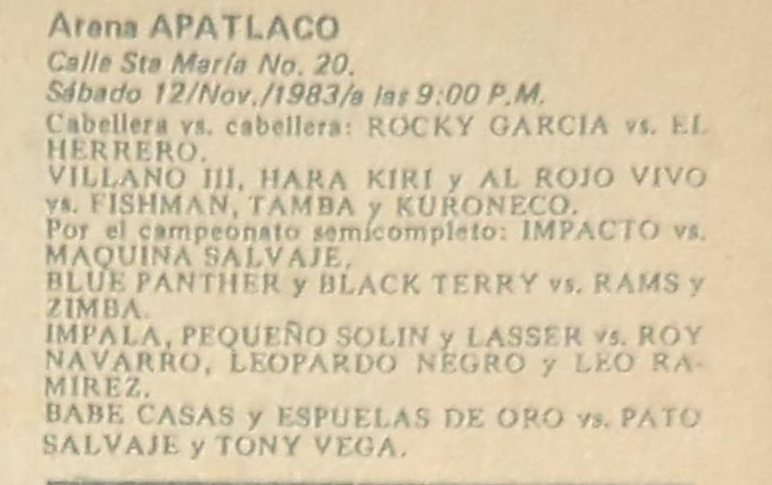 Arena APATLACO
Calle Sta María No. 20.
Sábado 12/Nov./1983/a las 9:00 P.M.
Cabellera vs. cabellera: ROCKY GARCIA vs. EL
HERRERO.
VILLANO III, HARA KIRI y AL ROJO VIVO
vs. FISHMAN, TAMBA y KURONECO.
Por el campeonato semicompleto: IMPACTO vs.
MAQUINA SALVAJE.
BLUE PANTHER y BLACK TERRY vs. RAMS y
ZIMBA.
IMPALA, PEQUEÑO SOLIN y LASSER vs. ROY
NAVARRO, LEOPARDO NEGRO y LEO RA-
MIREZ.
BABE CASAS y ESPUELAS DE ORO vs. PATO
SALVAJE y TONY VEGA.